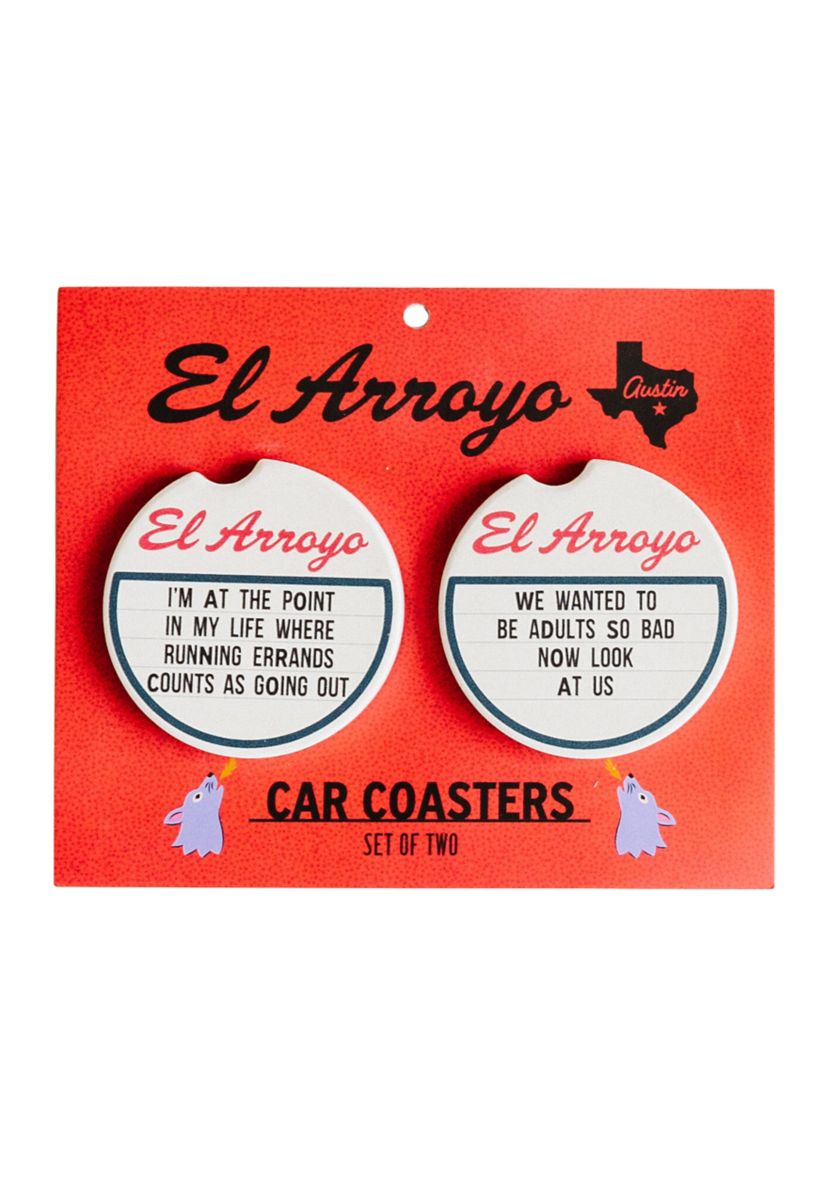 El Arroyo
Austin
El Arroyo
I'M AT THE POINT
IN MY LIFE WHERE
RUNNING ERRANDS
COUNTS AS GOING OUT
El Arroyo
WE WANTED TO
BE ADULTS SO BAD
NOW LOOK
AT US
CAR COASTERS
SET OF TWO